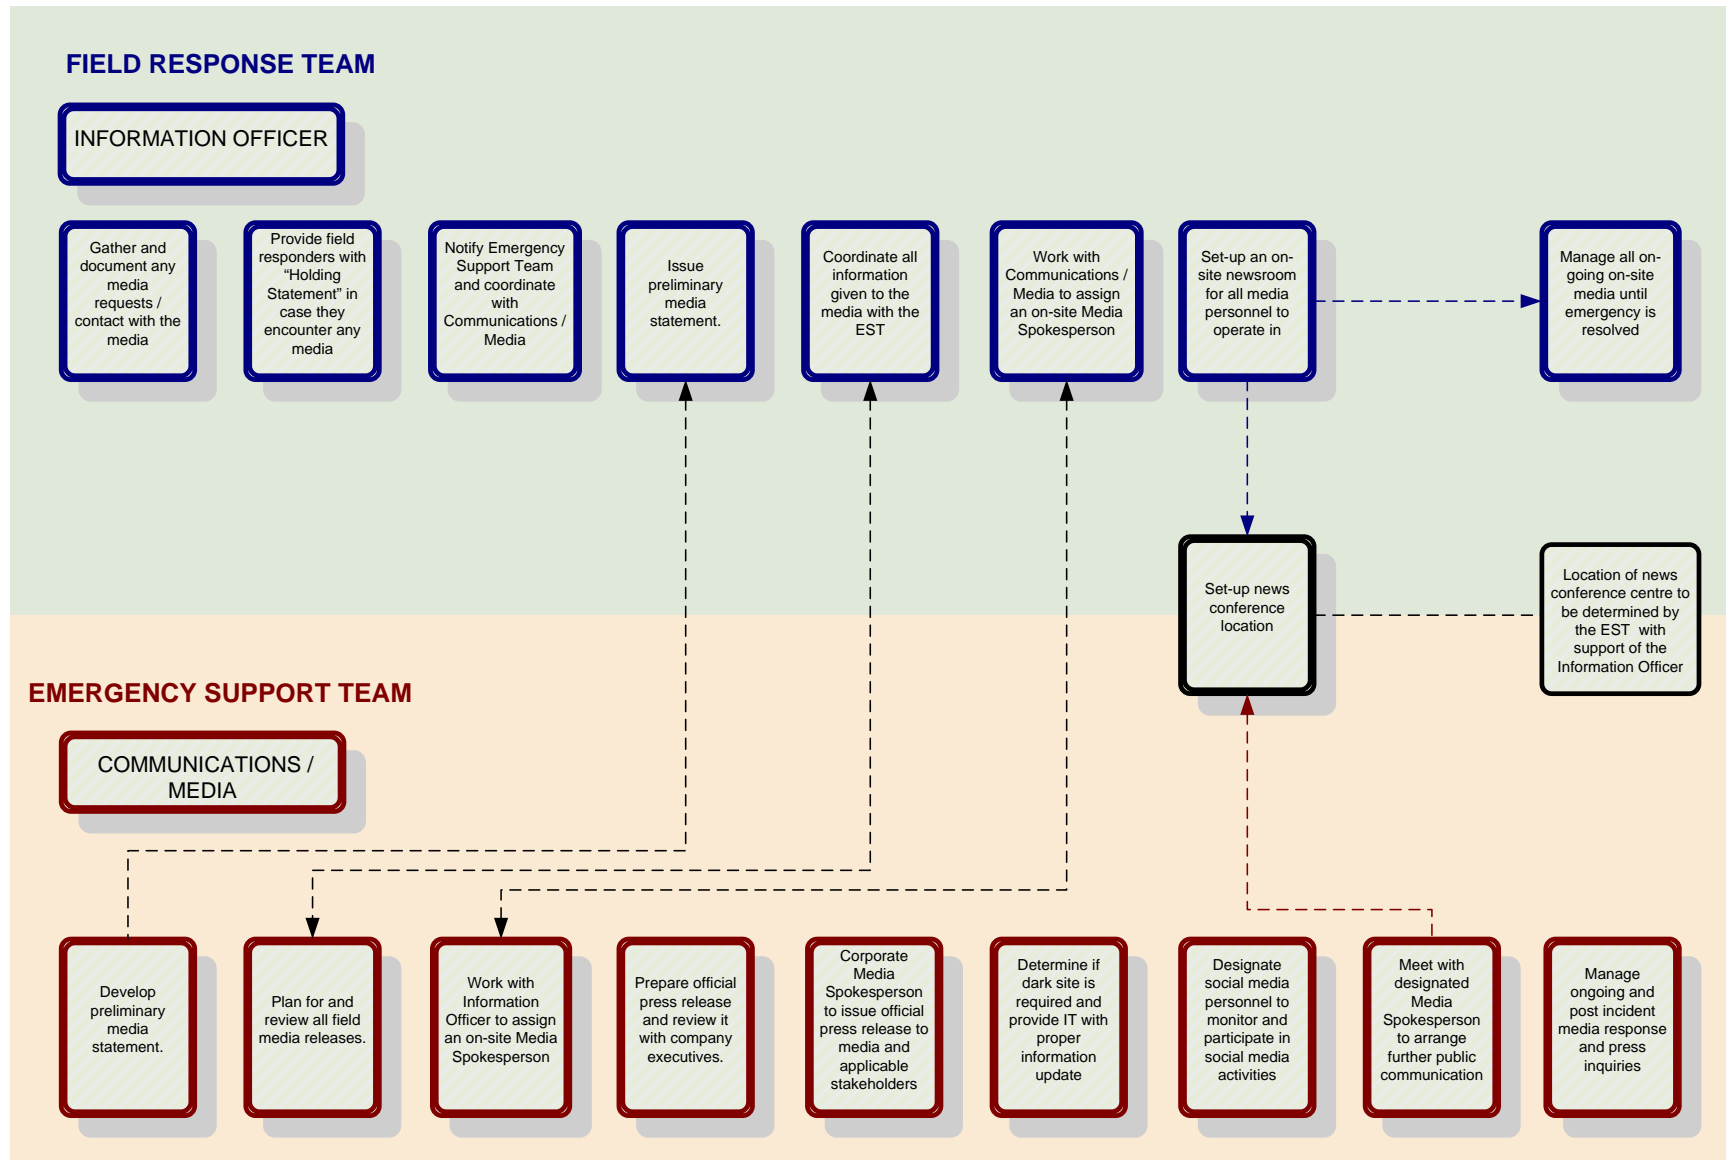 FIELD RESPONSE TEAM
INFORMATION OFFICER
Gather and
document any
media
requests /
contact with the
media
Provide field
responders with
“Holding
Statement” in
case they
encounter any
media
Notify Emergency
Support Team
and coordinate
with
Communications /
Media
Issue
preliminary
media
statement.
Coordinate all
information
given to the
media with the
EST
Work with
Communications /
Media to assign
an on-site Media
Spokesperson
Set-up an on-
site newsroom
for all media
personnel to
operate in
Manage all on-
going on-site
media until
emergency is
resolved
Set-up news
conference
location
Location of news
conference centre to
be determined by
the EST with
support of the
Information Officer
EMERGENCY SUPPORT TEAM
COMMUNICATIONS /
MEDIA
Develop
preliminary
media
statement.
Plan for and
review all field
media releases.
Work with
Information
Officer to assign
an on-site Media
Spokesperson
Prepare official
press release
and review it
with company
executives.
Corporate
Media
Spokesperson
to issue official
press release to
media and
applicable
stakeholders
Determine if
dark site is
required and
provide IT with
proper
information
update
Designate
social media
personnel to
monitor and
participate in
social media
activities
Meet with
designated
Media
Spokesperson
to arrange
further public
communication
Manage
ongoing and
post incident
media response
and press
inquiries